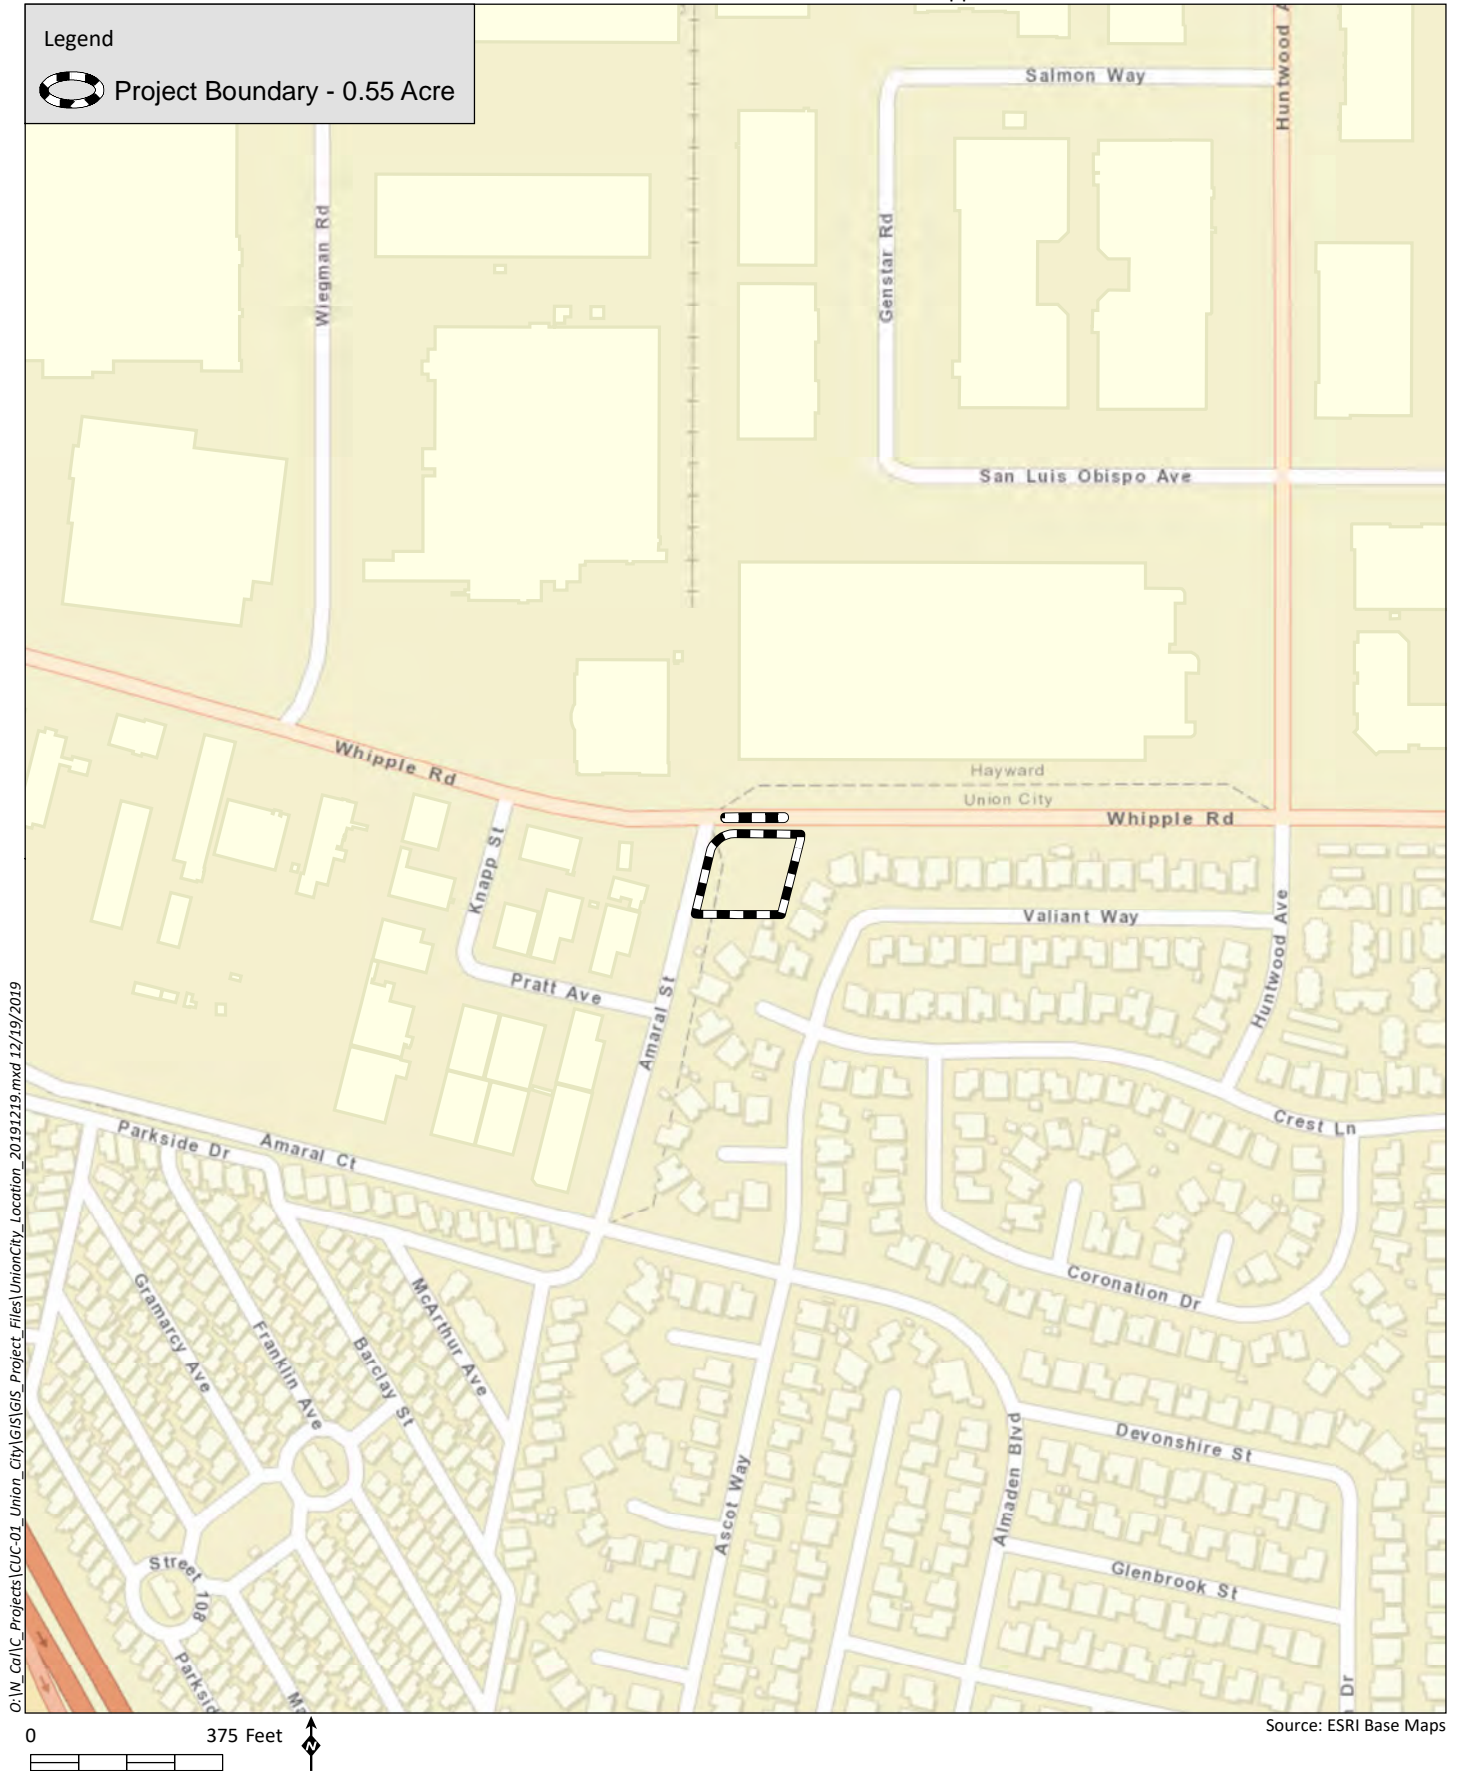 Legend
Project Boundary - 0.55 Acre
Salmon Way
Huntwood A
Wiegman Rd
Genstar Rd
San Luis Obispo Ave
Whipple Rd
Hayward
Union City
Whipple Rd
Knapp St
Valiant Way
Huntwood Ave
Pratt Ave
Amaral St
Crest Ln
Parkside Dr
Amaral Ct
Coronation Dr
Gramarcy Ave
Franklin Ave
Barclay St
McArthur Ave
Devonshire St
Almaden Blvd
Ascot Way
Glenbrook St
Street 108
Parksid
Ma
Dr
O:\N_Cal\C_Projects\CUC-01_Union_City\GIS\GIS_Project_Files\UnionCity_Location_20191219.mxd 12/19/2019
0 375 Feet
N
Source: ESRI Base Maps